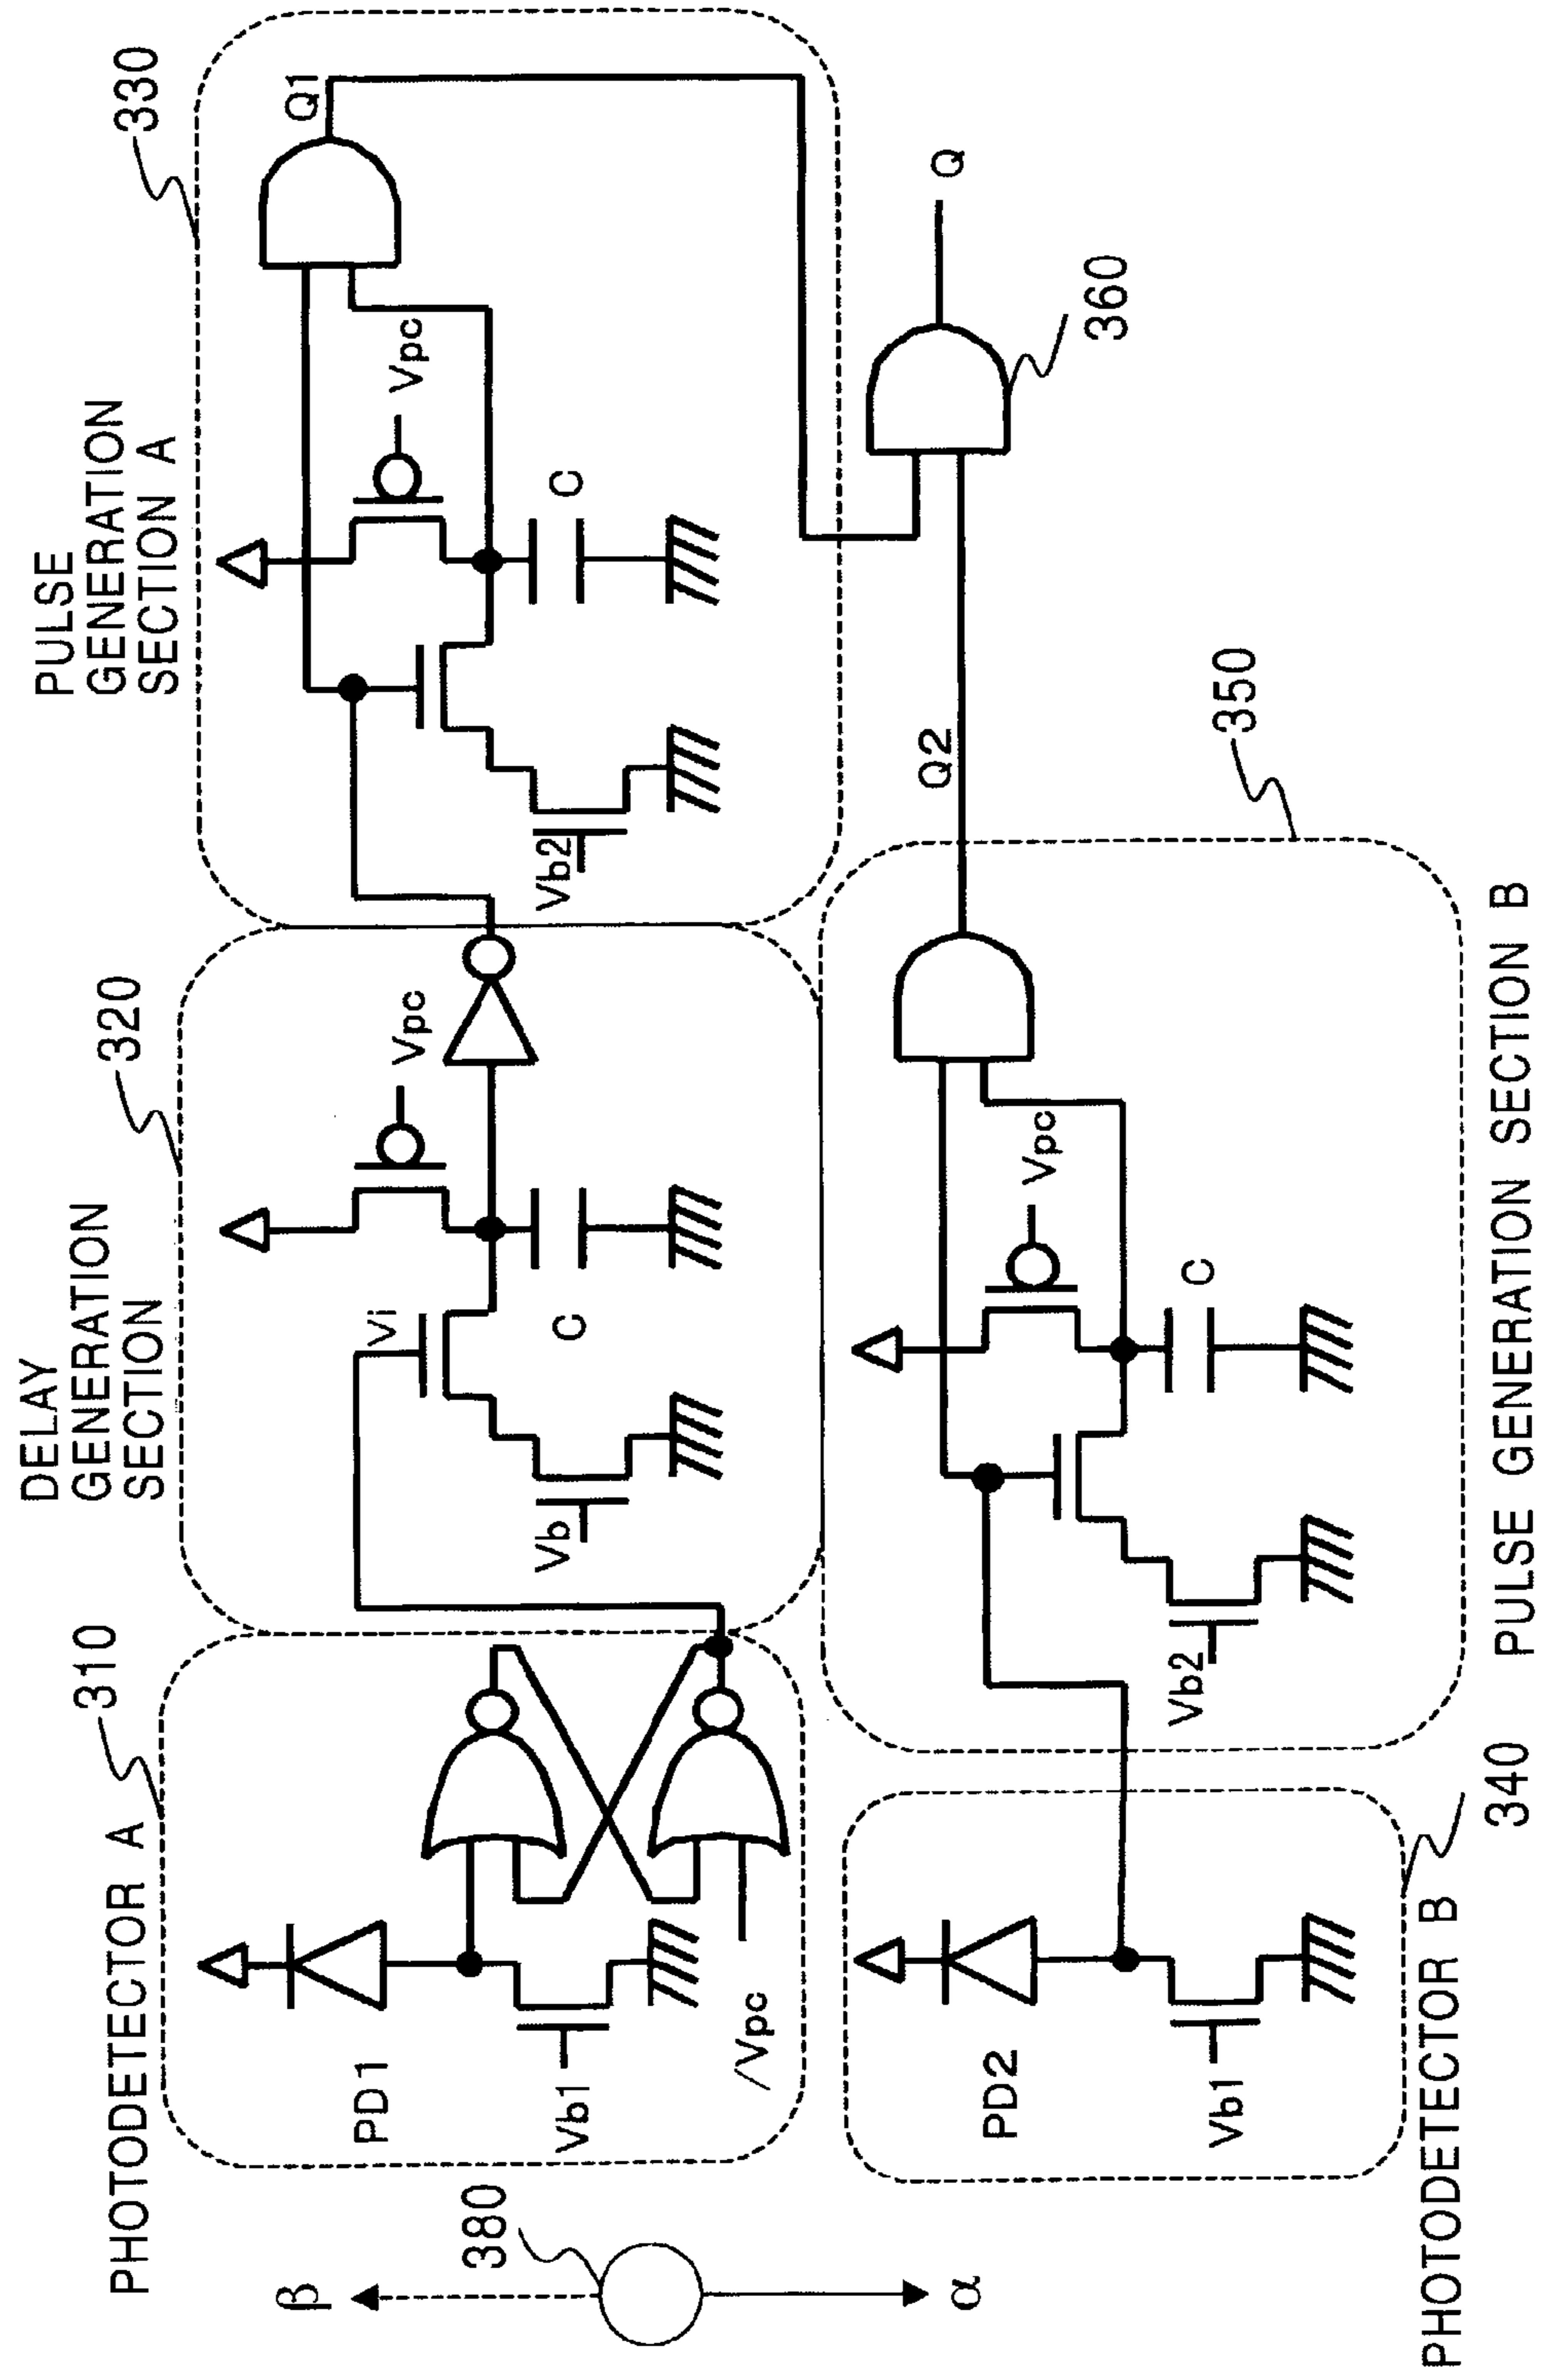 PHOTODETECTOR A
310
PD1
Vb1
/Vpc
DELAY
GENERATION
SECTION
320
Vi
Vb
C
Vpc
PULSE
GENERATION
SECTION A
330
Vb2
C
Vpc
Q1
β
380
α
PHOTODETECTOR B
340
PD2
Vb1
PULSE GENERATION SECTION B
350
Vb2
C
Vpc
Q2
360
Q